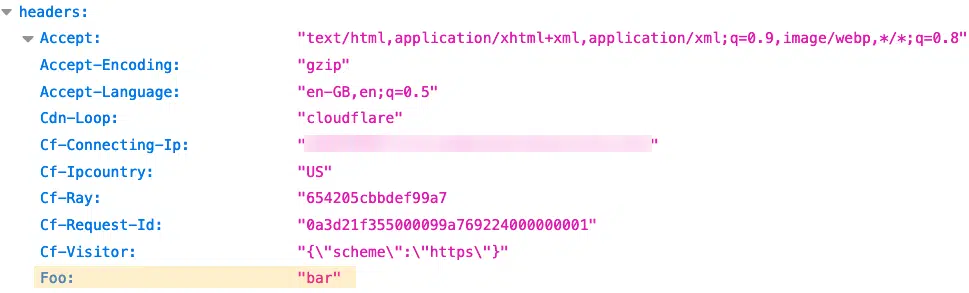 headers:
Accept: "text/html,application/xhtml+xml,application/xml;q=0.9,image/webp,*/*;q=0.8"
Accept-Encoding: "gzip"
Accept-Language: "en-GB,en;q=0.5"
Cdn-Loop: "cloudflare"
Cf-Connecting-Ip: " "
Cf-Ipcountry: "US"
Cf-Ray: "654205cbbdef99a7
Cf-Request-Id: "0a3d21f355000099a769224000000001"
Cf-Visitor: "{\"scheme\":\"https\"}"
Foo: "bar"